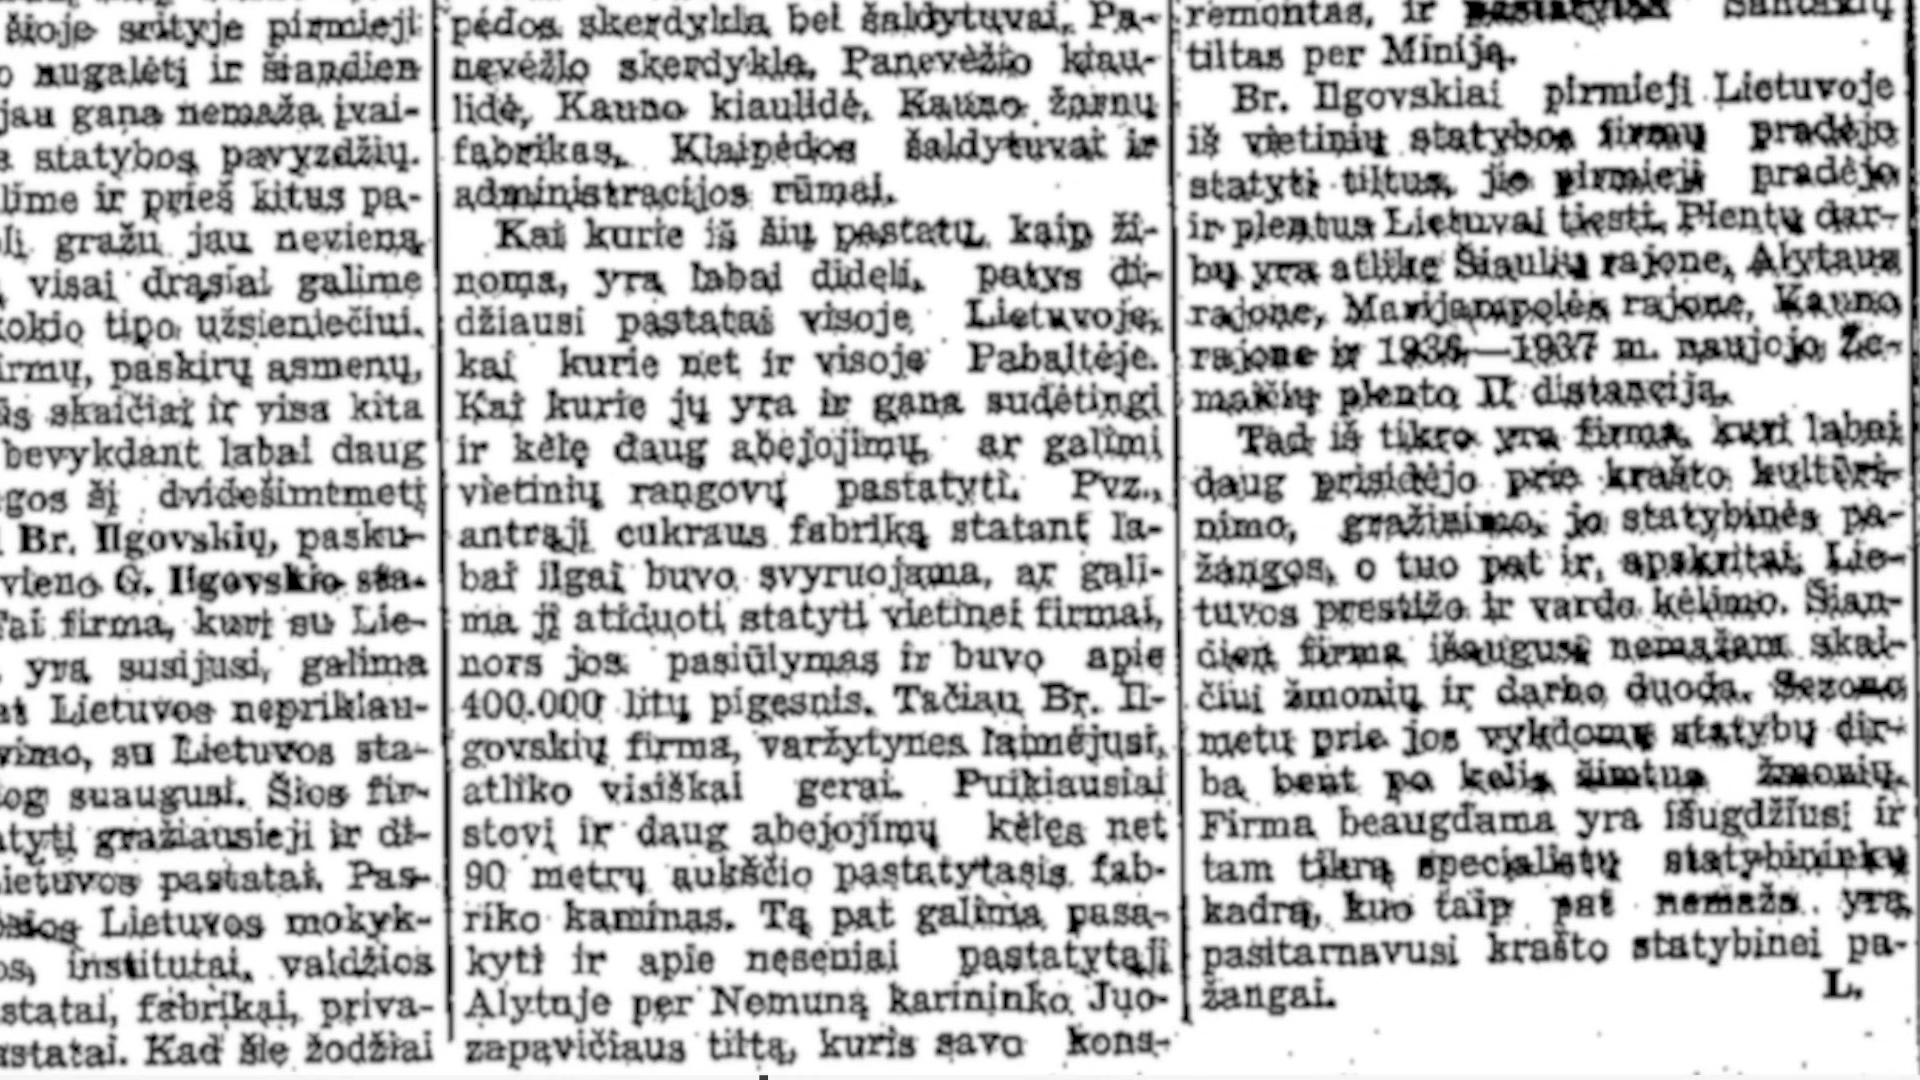 šioje srityje pirmieji
o nugalėti ir šiandien
jau gana nemaža įvai-
s statybos pavyzdžių.
lime ir prieš kitus pa-
gražu jau nevieną
visai drąsiai galime
kokio tipo užsieniečiui.
irmų, paskirų asmenų,
skaičiai ir visa kita
bevykdant labai daug
šį dvidešimtmetį
Br. Ilgovskių, pasku-
vieno G. Ilgovskio sta-
Tai firma, kuri su Lie-
yra susijusi, galima
Lietuvos neprikiau-
vimo, su Lietuvos sta-
suaugusi. Šios fir-
gražiausieji ir di-
ietuvos pastatai. Pas-
Lietuvos mokyk-
os, institutai, valdžios
statai, fabrikai, priva-
astatai. Kad šie žodžiai
pėdos skerdykla bei šaldytuvai, Pa-
nevėžio skerdykla, Panevėžio kiau-
lidė, Kauno kiaulidė, Kauno žarnų
fabrikas, Klaipėdos šaldytuvai ir
administracijos rūmai.
Kai kurie iš šių pastatų, kaip ži-
noma, yra labai dideli, patys di-
džiausi pastatai visoje Lietuvoje,
kai kurie net ir visoje Pabaltėje.
Kai kurie jų yra ir gana sudėtingi
ir kėlę daug abejojimų, ar galimi
vietinių rangovų pastatyti. Pvz.,
antrąjį cukraus fabriką statant la-
bai ilgai buvo svyruojama, ar gali-
ma jį atiduoti statyti vietinei firmai,
nors jos pasiūlymas ir buvo apie
400.000 litų pigesnis. Tačiau Br. Il-
govskių firma, varžytynes laimėjusi,
atliko visiškai gerai. Puikiausiai
stovi ir daug abejojimų kėlęs net
90 metrų aukščio pastatytasis fab-
riko kaminas. Tą pat galima pasa-
kyti ir apie neseniai pastatytąjį
Alytuje per Nemuną karininko Juo-
zapavičiaus tiltą, kuris savo kons-
remontas, ir pastatytas Santakių
tiltas per Miniją.
Br. Ilgovskiai pirmieji Lietuvoje
iš vietinių statybos firmų pradėjo
statyti tiltus, jie pirmieji pradėjo
ir plentus Lietuvai tiesti. Plentų dar-
bų yra atlikę Šiaulių rajone, Alytaus
rajone, Marijampolės rajone, Kauno
rajone ir 1936—1937 m. naujojo Že-
maičių plento II distanciją.
Tad iš tikro yra firma, kuri labai
daug prisidėjo prie krašto kultūri-
nimo, gražinimo, jo statybinės pa-
žangos, o tuo pat ir, apskritai, Lie-
tuvos prestižo ir vardo kėlimo. Šian-
dien firma išaugusi nemažam skai-
čiui žmonių ir darbo duoda. Sezono
metu prie jos vykdomų statybų dir-
ba bent po kelis šimtus žmonių.
Firma beaugdama yra išugdžiusi ir
tam tikrą specialistų statybininkų
kadrą, kuo taip pat nemaža yra
pasitarnavusi krašto statybinei pa-
žangai.
L.